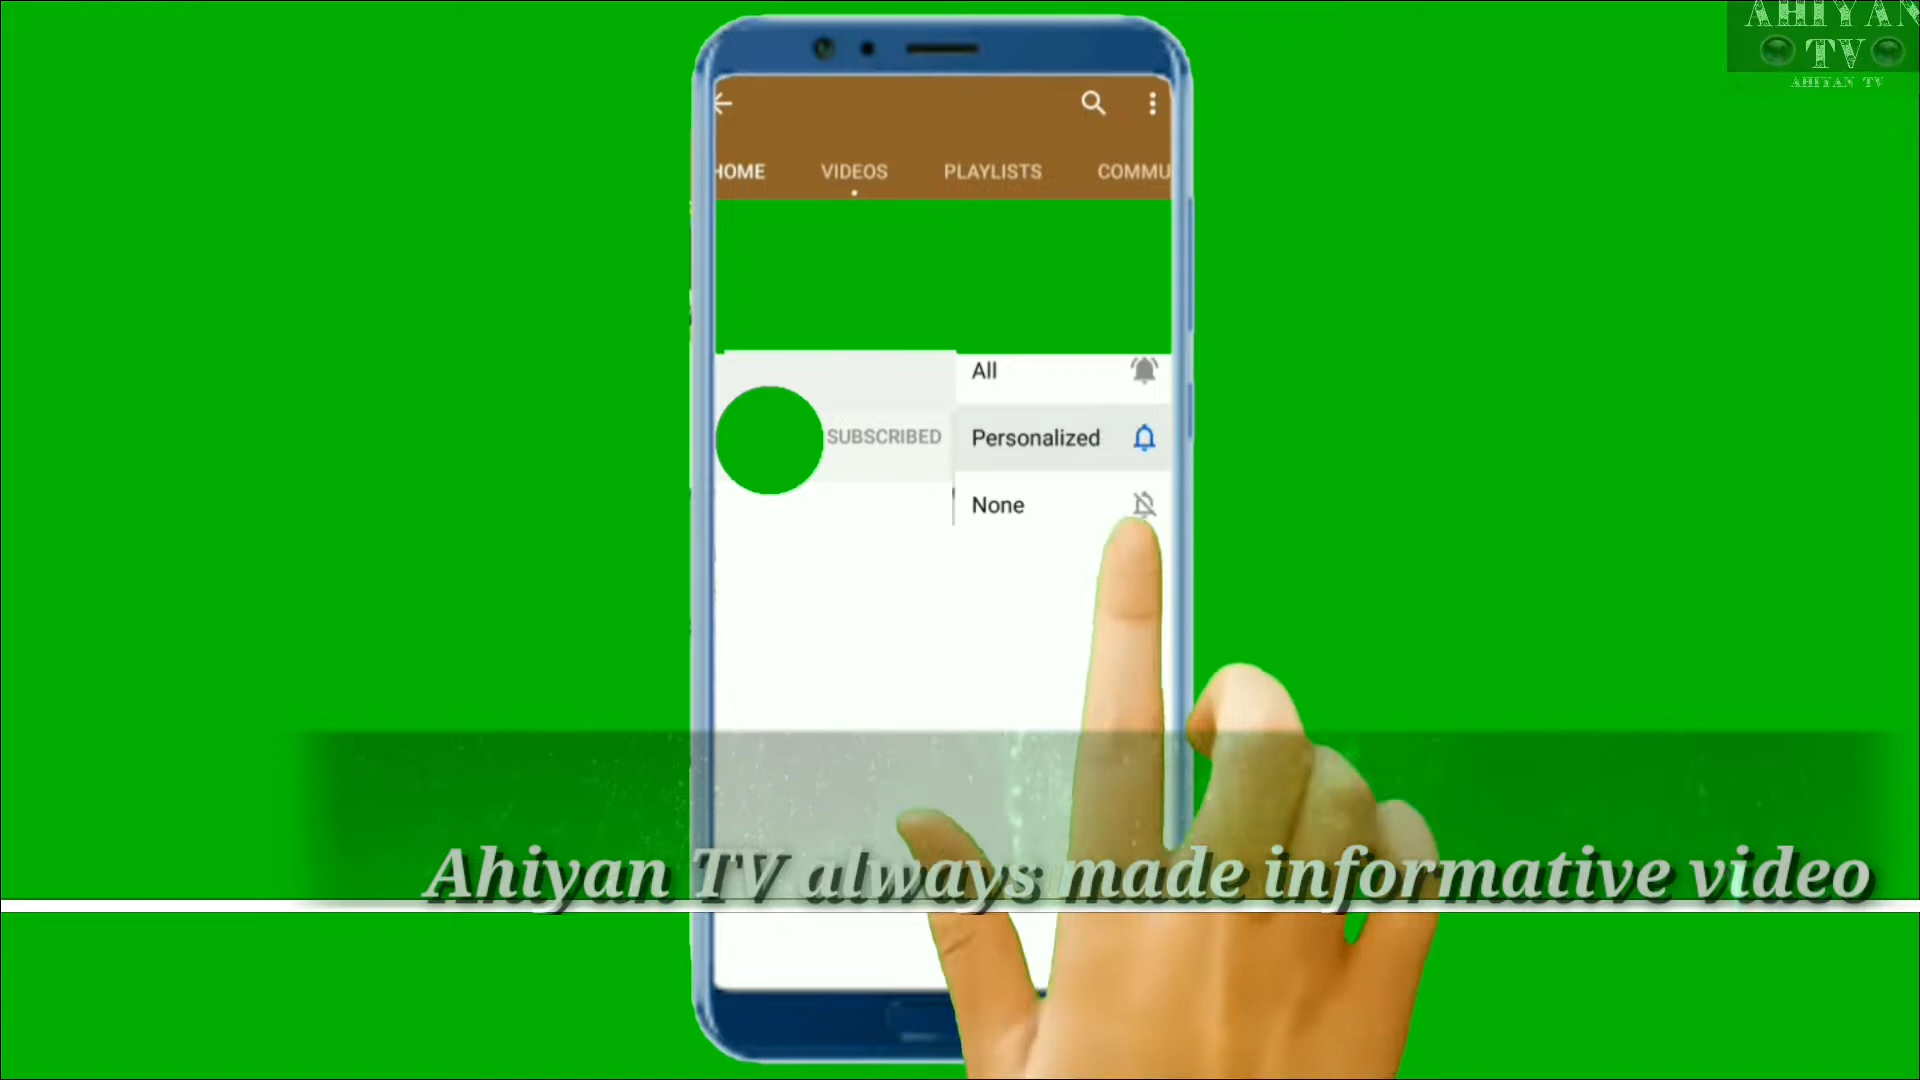 AHIYAN
TV
AHIYAN TV
HOME VIDEOS PLAYLISTS COMMU
All
SUBSCRIBED Personalized
None
Ahiyan TV always made informative video